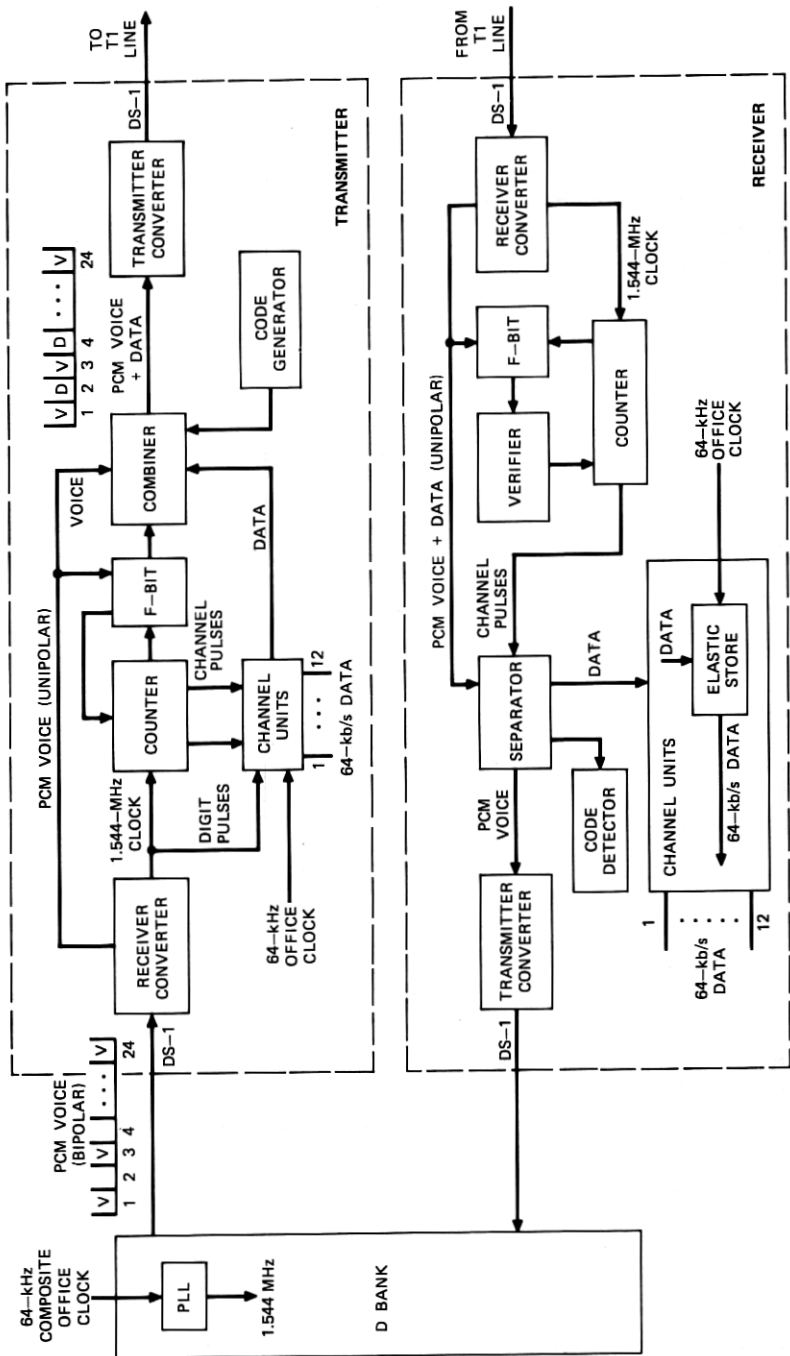 64–kHz
COMPOSITE
OFFICE
CLOCK
PLL
1.544 MHz
D BANK
PCM VOICE
(BIPOLAR)
V V ... V
1 2 3 4 24
DS–1
RECEIVER
CONVERTER
PCM VOICE (UNIPOLAR)
1.544–MHz
CLOCK
DIGIT
PULSES
64–kHz
OFFICE
CLOCK
COUNTER
CHANNEL
PULSES
CHANNEL
UNITS
1 ... 12
64–kb/s DATA
F–BIT
VOICE
DATA
COMBINER
CODE
GENERATOR
PCM VOICE
+ DATA
V D V D ... V
1 2 3 4 24
TRANSMITTER
CONVERTER
TRANSMITTER
DS–1
TO
T1
LINE
FROM
T1
LINE
DS–1
RECEIVER
CONVERTER
1.544–MHz
CLOCK
F–BIT
VERIFIER
COUNTER
PCM VOICE + DATA (UNIPOLAR)
CHANNEL
PULSES
SEPARATOR
DATA
PCM
VOICE
CODE
DETECTOR
TRANSMITTER
CONVERTER
DS–1
64–kHz
OFFICE
CLOCK
DATA
ELASTIC
STORE
64–kb/s DATA
CHANNEL UNITS
1 ..... 12
64–kb/s
DATA
RECEIVER